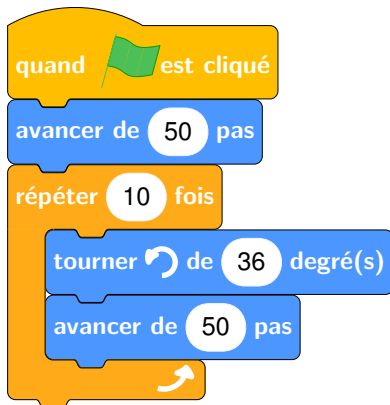 quand est cliqué
avancer de 50 pas
répéter 10 fois
tourner de 36 degré(s)
avancer de 50 pas